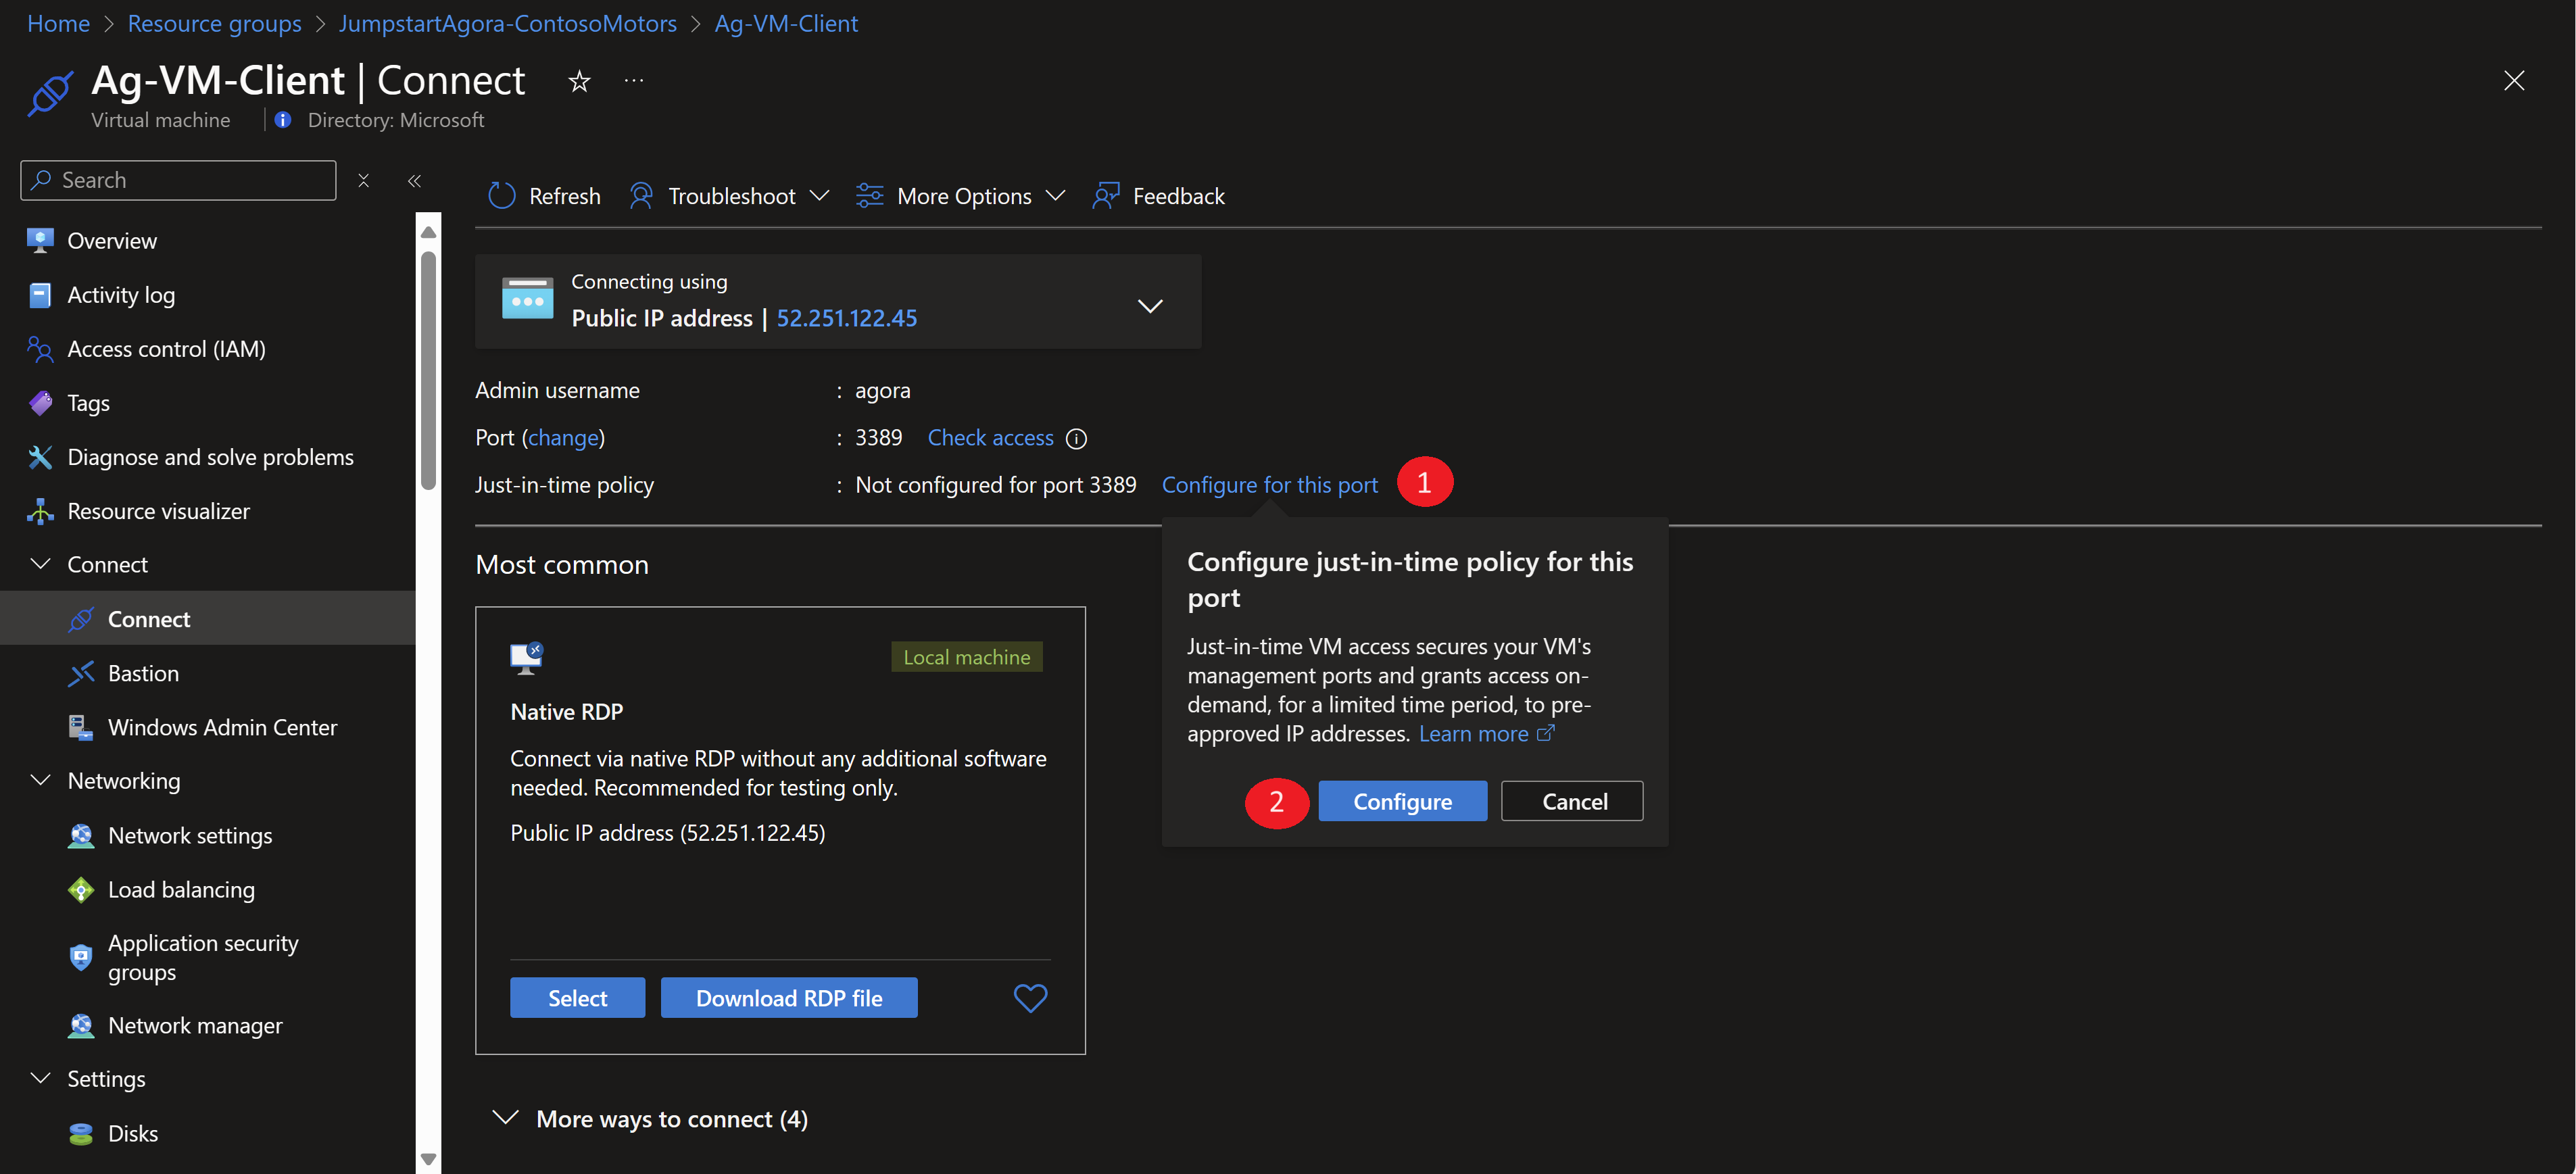 Home > Resource groups > JumpstartAgora-ContosoMotors > Ag-VM-Client
Ag-VM-Client | Connect
Virtual machine
Directory: Microsoft
Search
Overview
Activity log
Access control (IAM)
Tags
Diagnose and solve problems
Resource visualizer
Connect
Connect
Bastion
Windows Admin Center
Networking
Network settings
Load balancing
Application security
groups
Network manager
Settings
Disks
Refresh Troubleshoot More Options Feedback
Connecting using
Public IP address | 52.251.122.45
Admin username : agora
Port (change) : 3389 Check access
Just-in-time policy : Not configured for port 3389 Configure for this port 1
Most common
Local machine
Native RDP
Connect via native RDP without any additional software
needed. Recommended for testing only.
Public IP address (52.251.122.45)
Select Download RDP file
More ways to connect (4)
Configure just-in-time policy for this
port
Just-in-time VM access secures your VM's
management ports and grants access on-
demand, for a limited time period, to pre-
approved IP addresses. Learn more
2 Configure Cancel